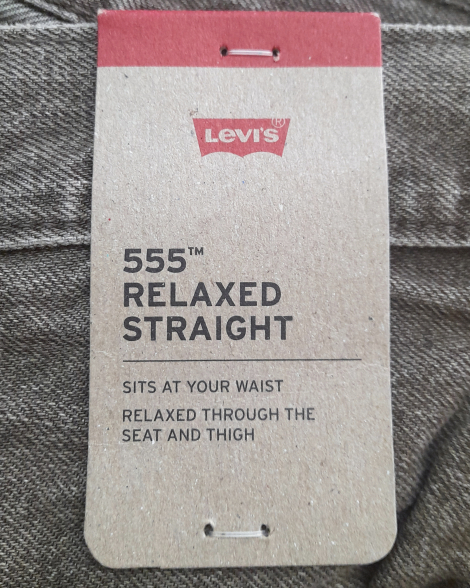 Levi's®
555™
RELAXED
STRAIGHT
SITS AT YOUR WAIST
RELAXED THROUGH THE
SEAT AND THIGH